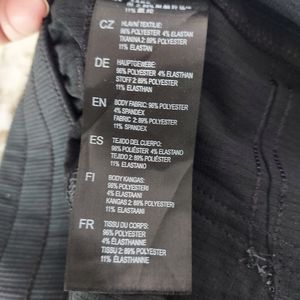 CZ HLAVNÍ TEXTILIE:
96% POLYESTER 4% ELASTAN
TKANINA 2: 89% POLYESTER
11% ELASTAN
DE HAUPTGEWEBE:
96% POLYESTER 4% ELASTHAN
STOFF 2: 89% POLYESTER
11% ELASTHAN
EN BODY FABRIC: 96% POLYESTER
4% SPANDEX
FABRIC 2: 89% POLYESTER
11% SPANDEX
ES TEJIDO DEL CUERPO:
96% POLIÉSTER 4% ELASTANO
TEJIDO 2: 89% POLIÉSTER
11% ELASTANO
FI BODY KANGAS:
96% POLYESTERI
4% ELASTAANI
KANGAS 2: 89% POLYESTERI
11% ELASTAANI
FR TISSU DU CORPS:
96% POLYESTER
4% ÉLASTHANNE
TISSU 2: 89% POLYESTER
11% ÉLASTHANNE